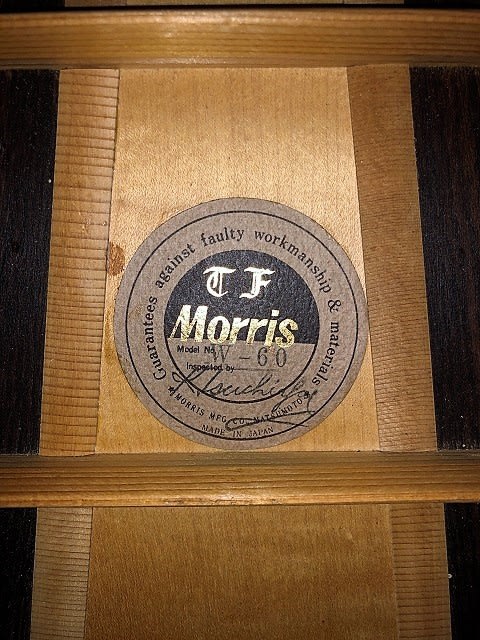 Guarantees against faulty workmanship & materials
TF
Morris
Model No. W-60
Inspected by
MORRIS MFG. CO. MATSUMOTO
MADE IN JAPAN